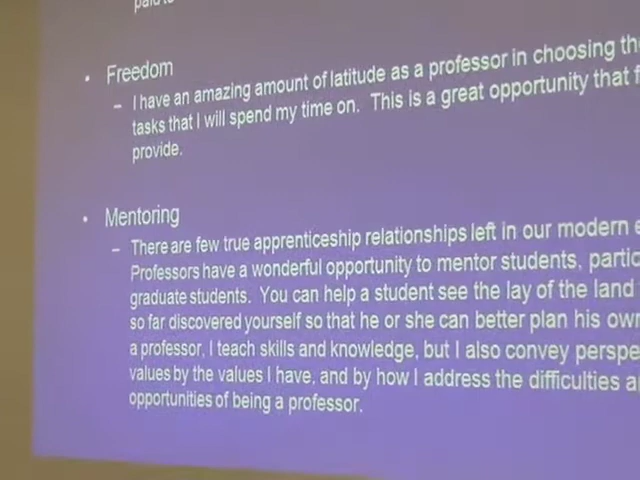 paid to
• Freedom
– I have an amazing amount of latitude as a professor in choosing the
tasks that I will spend my time on. This is a great opportunity that
provide.
• Mentoring
– There are few true apprenticeship relationships left in our modern
Professors have a wonderful opportunity to mentor students,
graduate students. You can help a student see the lay of the land
so far discovered yourself so that he or she can better plan his own
a professor, I teach skills and knowledge, but I also convey
values by the values I have, and by how I address the difficulties
opportunities of being a professor.